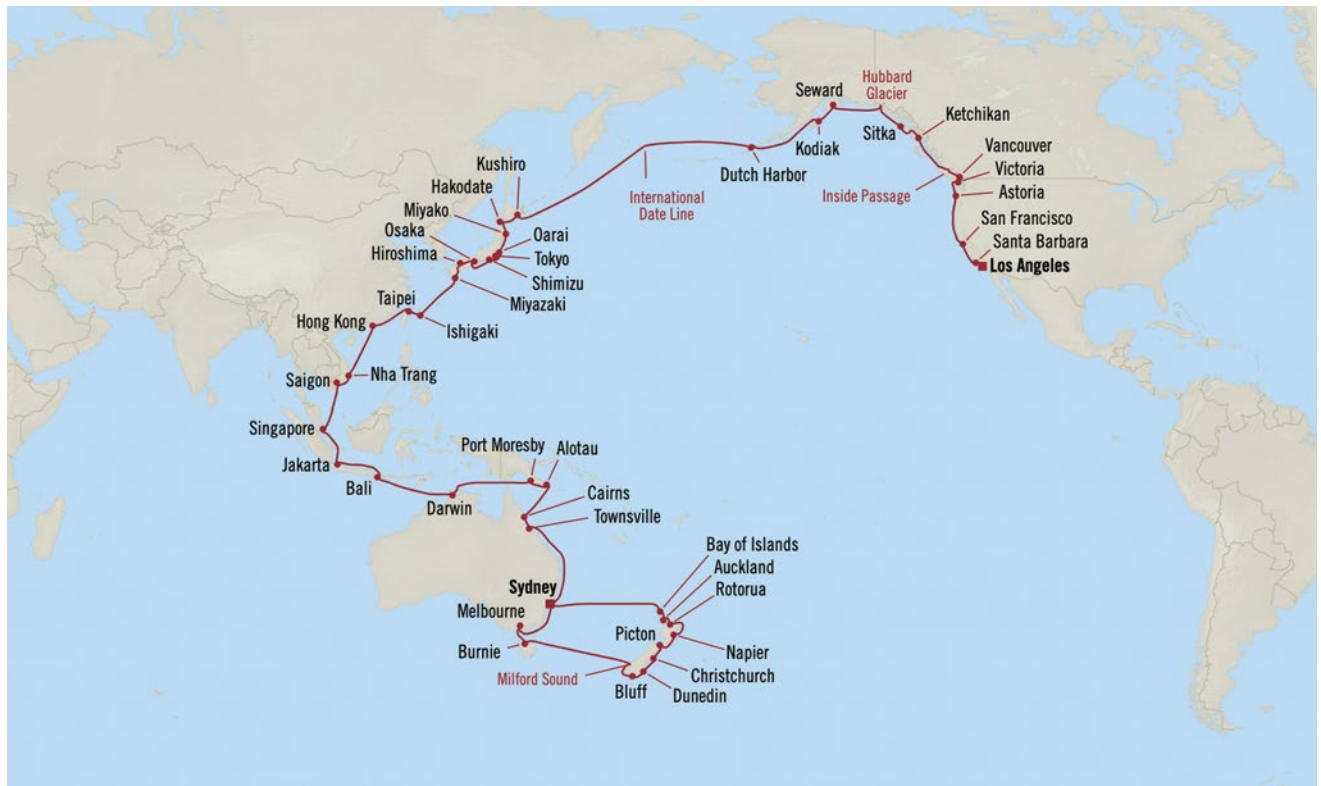 Hubbard
Glacier
Seward
Ketchikan
Sitka
Kodiak
Vancouver
Dutch Harbor
Victoria
Inside Passage
Astoria
International
Date Line
San Francisco
Santa Barbara
Los Angeles
Kushiro
Hakodate
Miyako
Osaka
Oarai
Hiroshima
Tokyo
Shimizu
Miyazaki
Taipei
Hong Kong
Ishigaki
Nha Trang
Saigon
Singapore
Port Moresby
Alotau
Jakarta
Bali
Darwin
Cairns
Townsville
Bay of Islands
Auckland
Rotorua
Sydney
Melbourne
Picton
Burnie
Napier
Milford Sound
Christchurch
Bluff
Dunedin